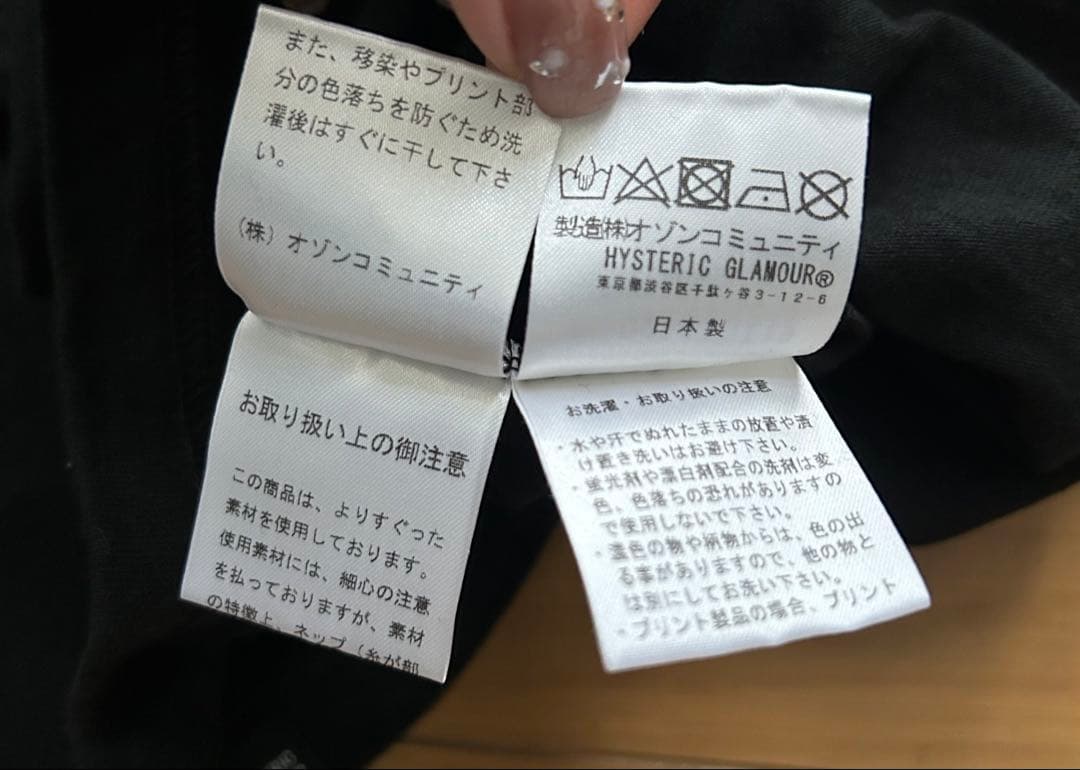 また、移染やプリント部
分の色落ちを防ぐため洗
濯後はすぐに干して下さ
い。
(株)オゾンコミュニティ
製造㈱オゾンコミュニティ
HYSTERIC GLAMOUR®
東京都渋谷区千駄ヶ谷3-12-6
日本製
お取り扱い上の御注意
この商品は、よりすぐった
素材を使用しております。
使用素材には、細心の注意
を払っておりますが、素材
の特徴上、ネップ(糸が部
お洗濯・お取り扱いの注意
・水や汗でぬれたままの放置や漬
け置き洗いはお避け下さい。
・蛍光剤や漂白剤配合の洗剤は変
色、色落ちの恐れがありますの
で使用しないで下さい。
・濃色の物や柄物からは、色の出
る事がありますので、他の物と
は別にしてお洗い下さい。
・プリント製品の場合、プリント